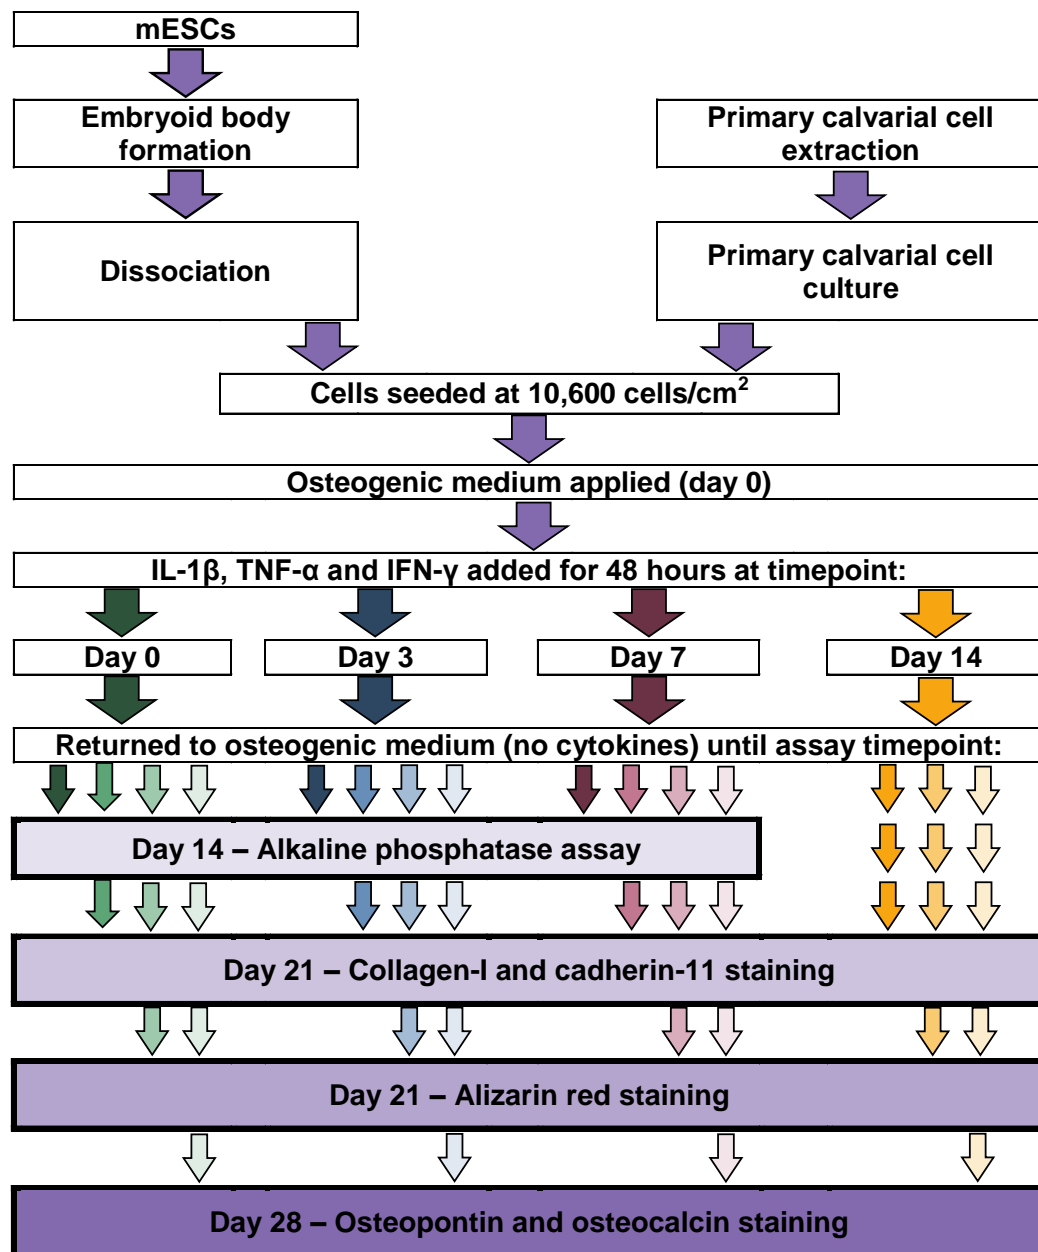 mESCs
Embryoid body
formation
Primary calvarial cell
extraction
Dissociation
Primary calvarial cell
culture
Cells seeded at 10,600 cells/cm²
Osteogenic medium applied (day 0)
IL-1β, TNF-α and IFN-γ added for 48 hours at timepoint:
Day 0
Day 3
Day 7
Day 14
Returned to osteogenic medium (no cytokines) until assay timepoint:
Day 14 – Alkaline phosphatase assay
Day 21 – Collagen-I and cadherin-11 staining
Day 21 – Alizarin red staining
Day 28 – Osteopontin and osteocalcin staining